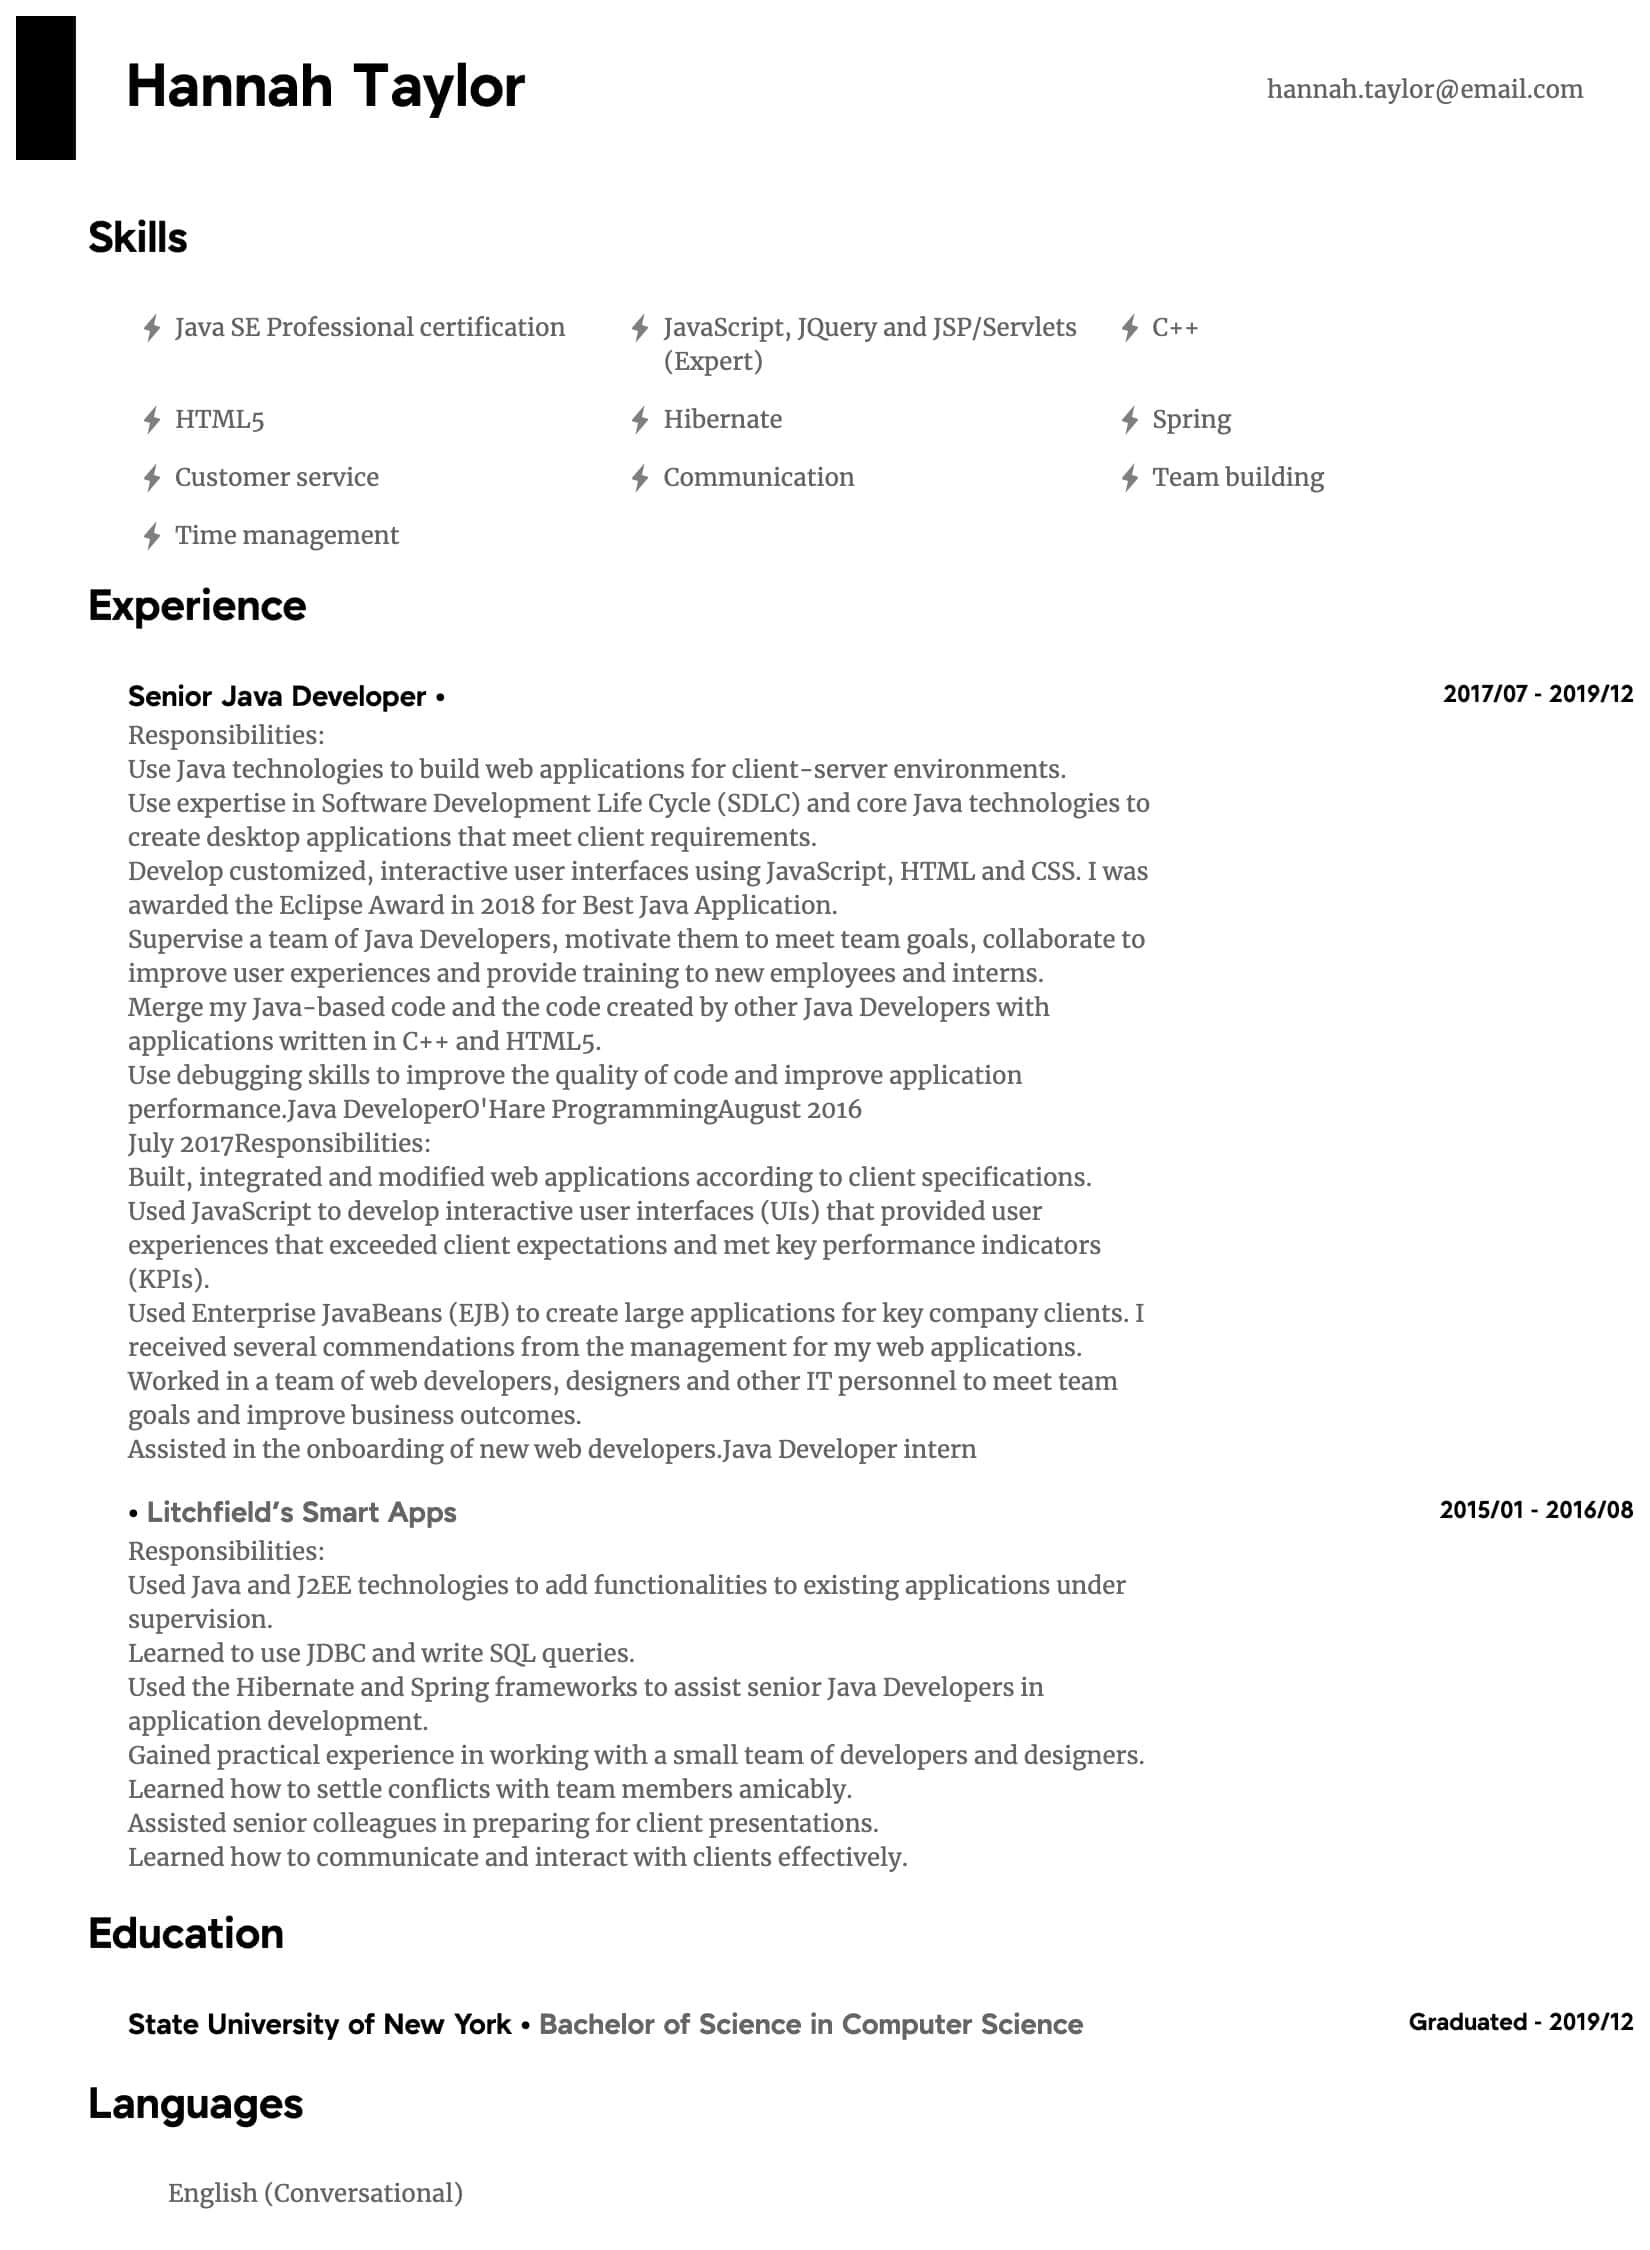 Hannah Taylor
hannah.taylor@email.com
Skills
Java SE Professional certification
JavaScript, JQuery and JSP/Servlets
(Expert)
C++
HTML5
Hibernate
Spring
Customer service
Communication
Team building
Time management
Experience
Senior Java Developer •
2017/07 - 2019/12
Responsibilities:
Use Java technologies to build web applications for client-server environments.
Use expertise in Software Development Life Cycle (SDLC) and core Java technologies to
create desktop applications that meet client requirements.
Develop customized, interactive user interfaces using JavaScript, HTML and CSS. I was
awarded the Eclipse Award in 2018 for Best Java Application.
Supervise a team of Java Developers, motivate them to meet team goals, collaborate to
improve user experiences and provide training to new employees and interns.
Merge my Java-based code and the code created by other Java Developers with
applications written in C++ and HTML5.
Use debugging skills to improve the quality of code and improve application
performance.Java DeveloperO'Hare ProgrammingAugust 2016
July 2017Responsibilities:
Built, integrated and modified web applications according to client specifications.
Used JavaScript to develop interactive user interfaces (UIs) that provided user
experiences that exceeded client expectations and met key performance indicators
(KPIs).
Used Enterprise JavaBeans (EJB) to create large applications for key company clients. I
received several commendations from the management for my web applications.
Worked in a team of web developers, designers and other IT personnel to meet team
goals and improve business outcomes.
Assisted in the onboarding of new web developers.Java Developer intern
• Litchfield’s Smart Apps
2015/01 - 2016/08
Responsibilities:
Used Java and J2EE technologies to add functionalities to existing applications under
supervision.
Learned to use JDBC and write SQL queries.
Used the Hibernate and Spring frameworks to assist senior Java Developers in
application development.
Gained practical experience in working with a small team of developers and designers.
Learned how to settle conflicts with team members amicably.
Assisted senior colleagues in preparing for client presentations.
Learned how to communicate and interact with clients effectively.
Education
State University of New York • Bachelor of Science in Computer Science
Graduated - 2019/12
Languages
English (Conversational)